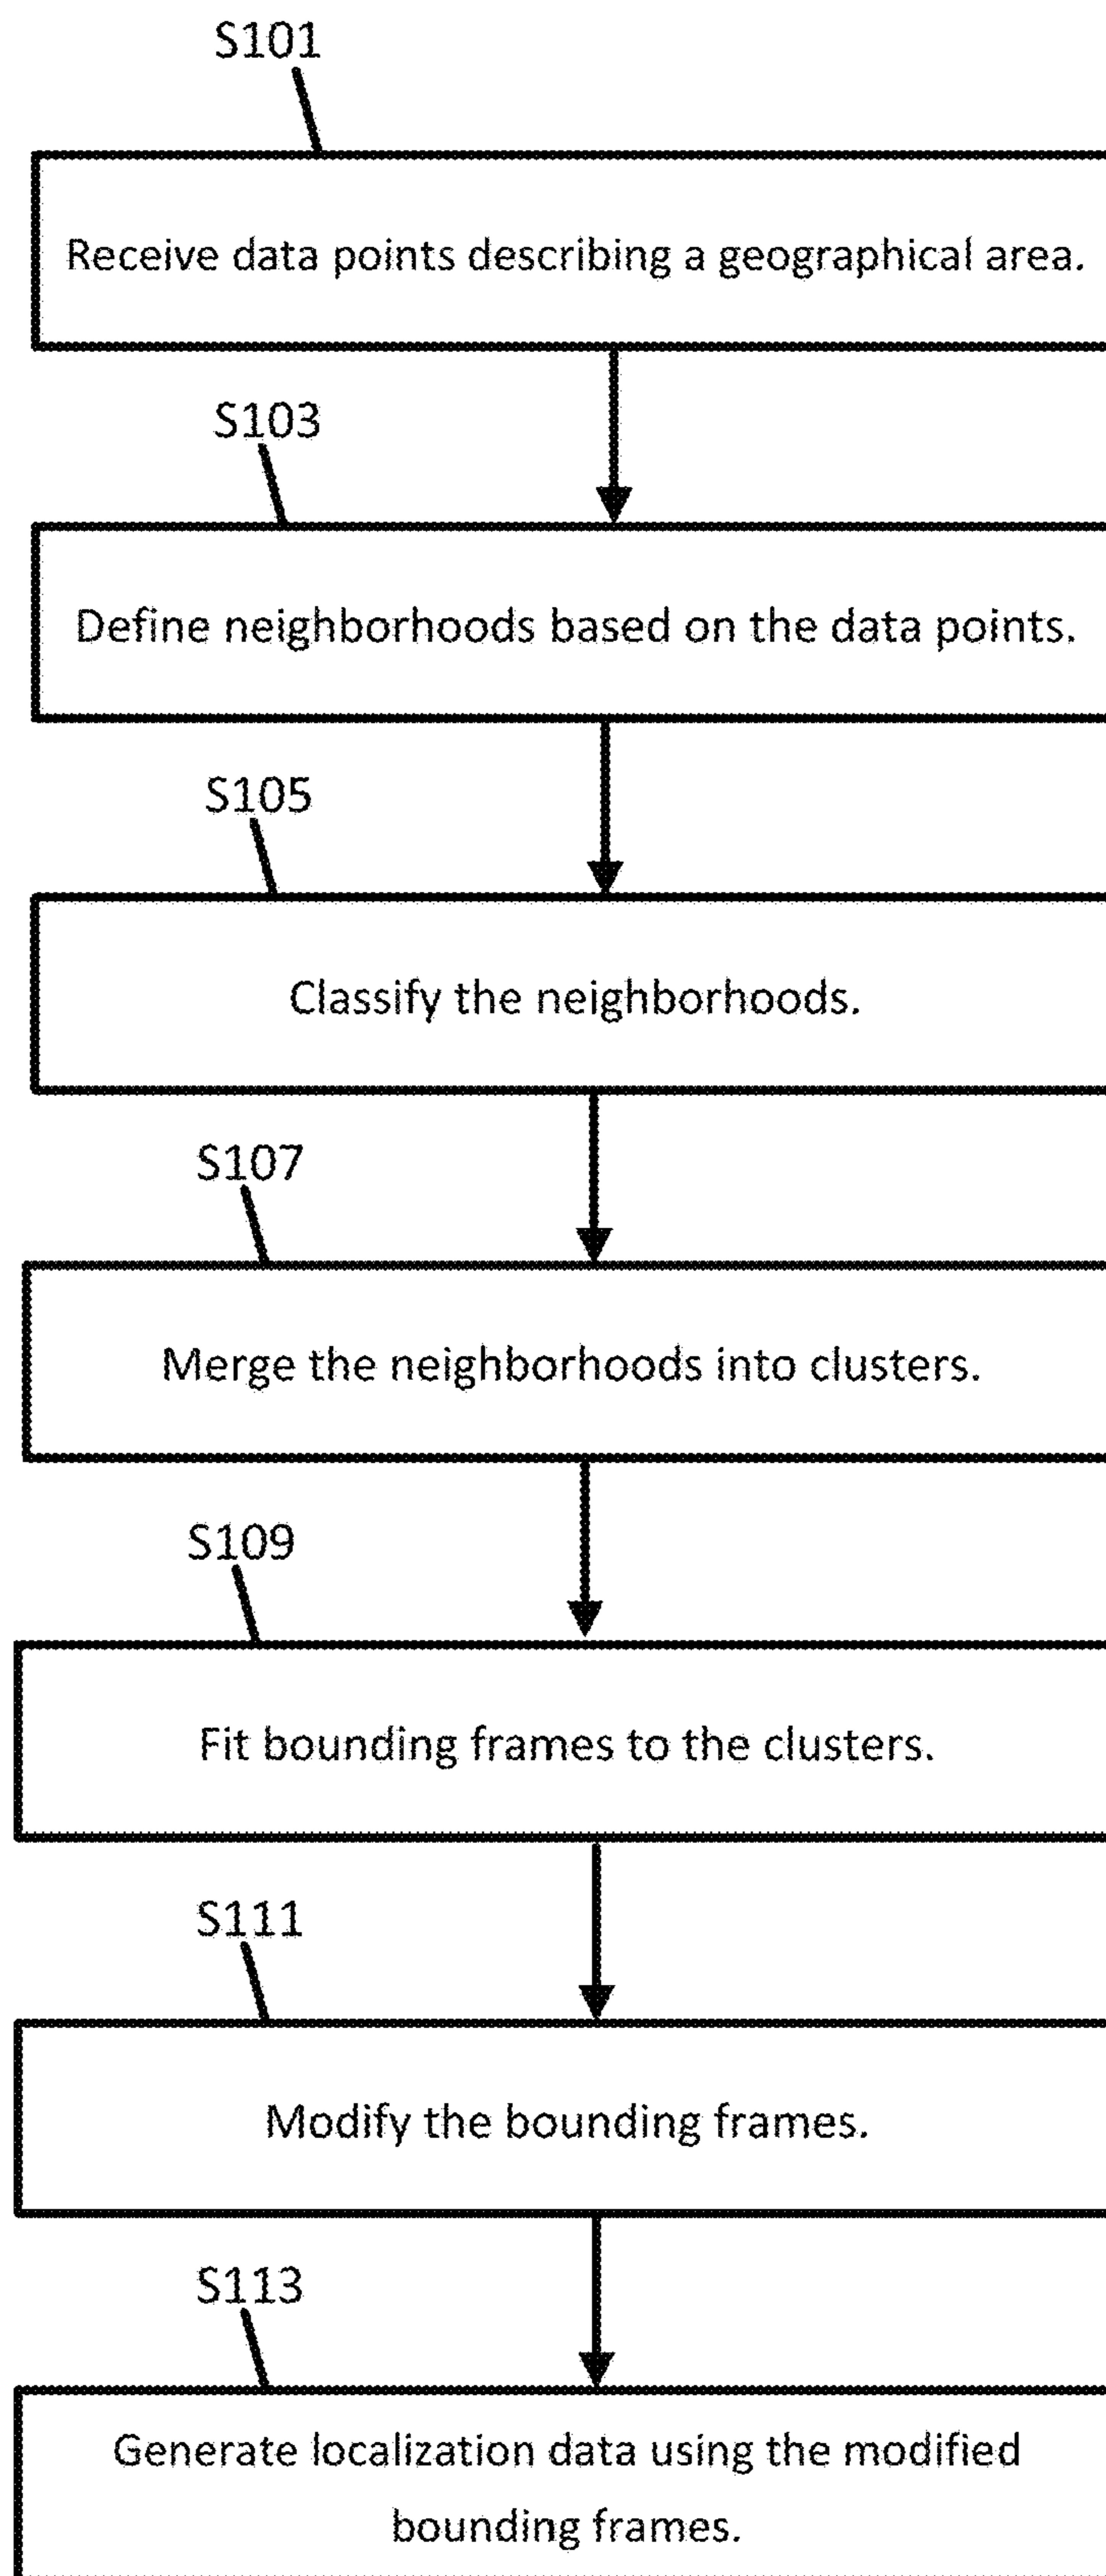 S101
Receive data points describing a geographical area.
S103
Define neighborhoods based on the data points.
S105
Classify the neighborhoods.
S107
Merge the neighborhoods into clusters.
S109
Fit bounding frames to the clusters.
S111
Modify the bounding frames.
S113
Generate localization data using the modified
bounding frames.